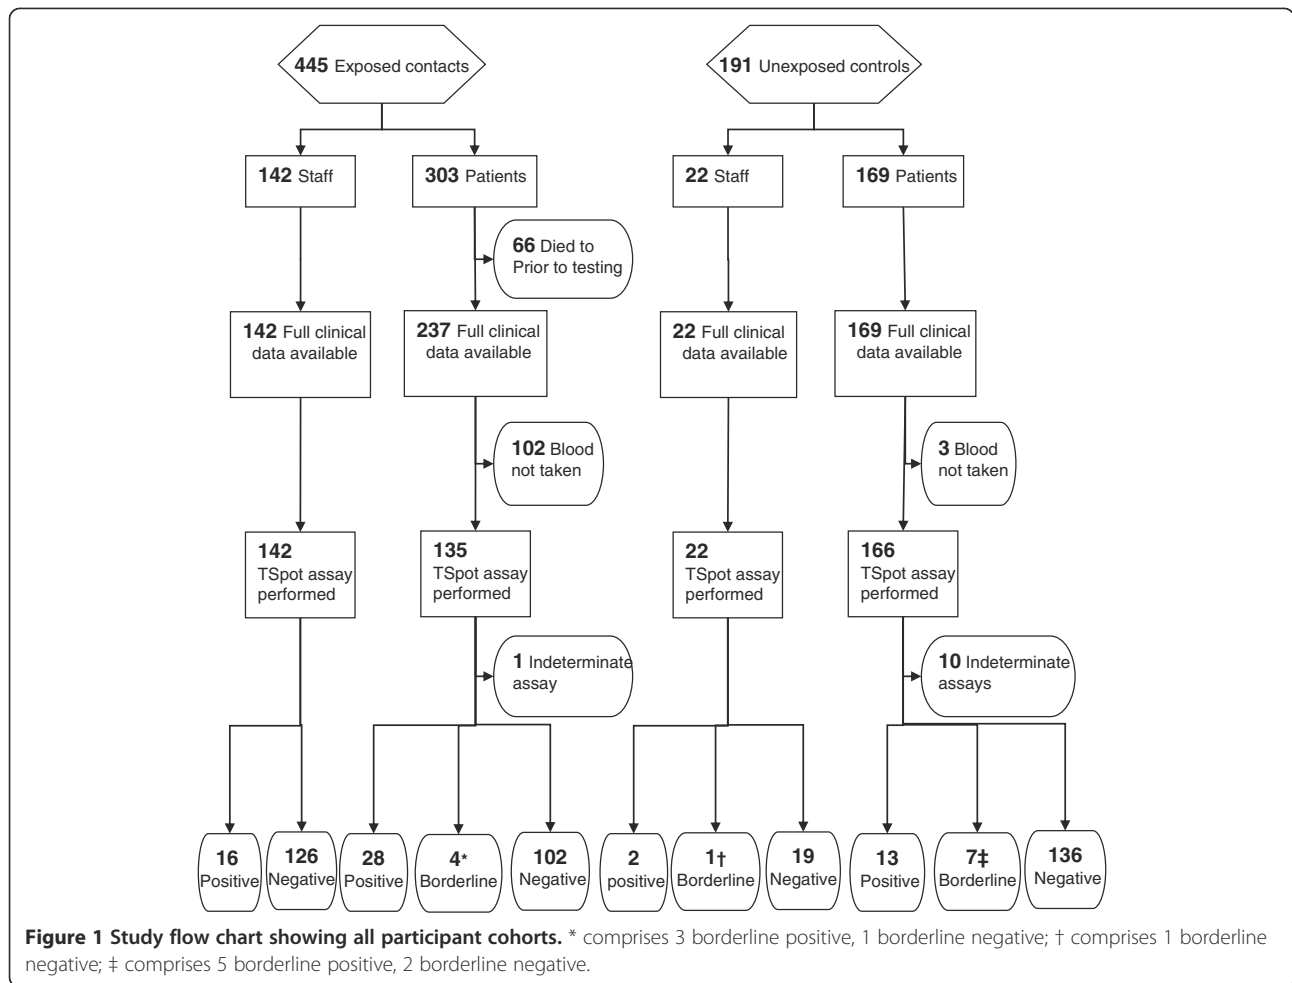 445 Exposed contacts
191 Unexposed controls
142 Staff
303 Patients
22 Staff
169 Patients
66 Died to
Prior to testing
142 Full clinical
data available
237 Full clinical
data available
22 Full clinical
data available
169 Full clinical
data available
102 Blood
not taken
3 Blood
not taken
142
TSpot assay
performed
135
TSpot assay
performed
22
TSpot assay
performed
166
TSpot assay
performed
1 Indeterminate
assay
10 Indeterminate
assays
16
Positive
126
Negative
28
Positive
4*
Borderline
102
Negative
2
positive
1†
Borderline
19
Negative
13
Positive
7‡
Borderline
136
Negative
Figure 1 Study flow chart showing all participant cohorts. * comprises 3 borderline positive, 1 borderline negative; † comprises 1 borderline
negative; ‡ comprises 5 borderline positive, 2 borderline negative.